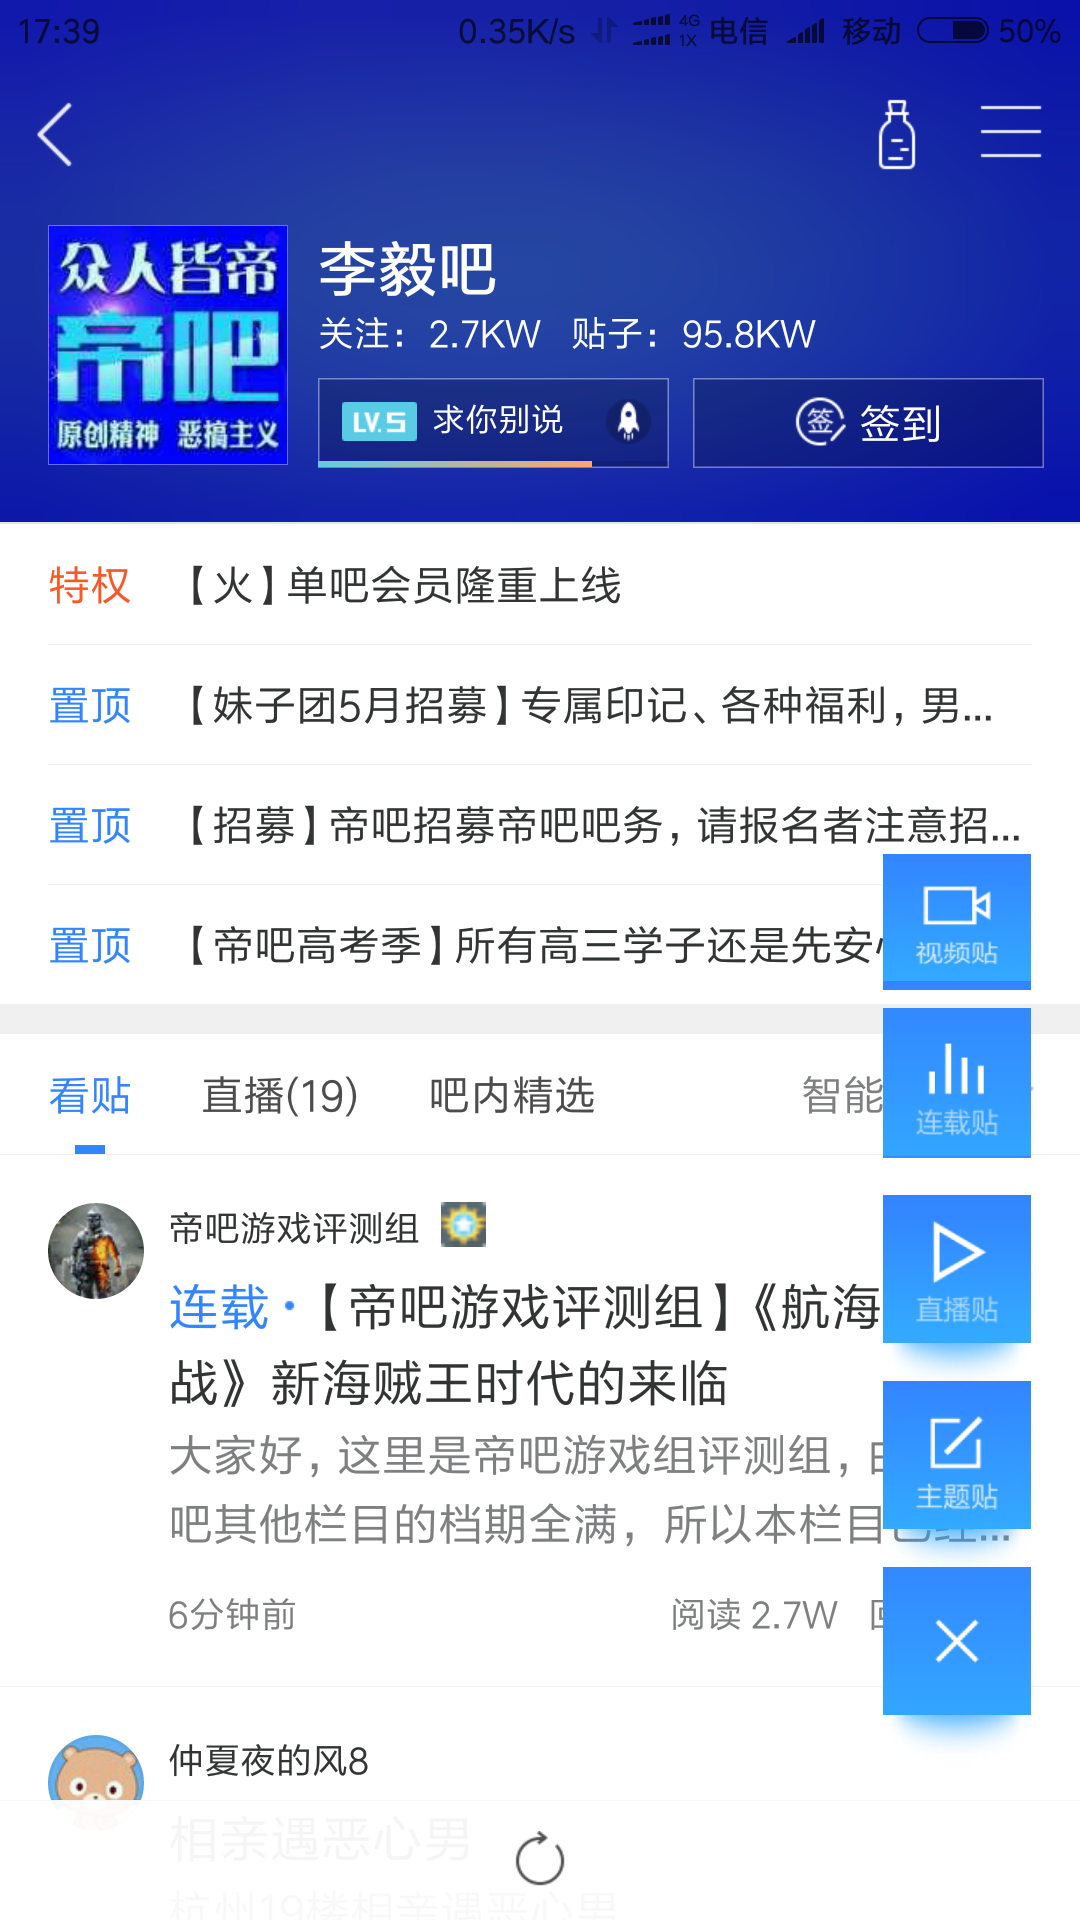 17:39
0.35K/s 4G 1X 电信 移动 50%
众人皆帝
帝吧
原创精神 恶搞主义
李毅吧
关注：2.7KW 贴子：95.8KW
LV.5 求你别说
签 签到
特权 【火】单吧会员隆重上线
置顶 【妹子团5月招募】专属印记、各种福利，男...
置顶 【招募】帝吧招募帝吧吧务，请报名者注意招...
置顶 【帝吧高考季】所有高三学子还是先安
视频贴
看贴 直播(19) 吧内精选 智能
连载贴
帝吧游戏评测组
连载·【帝吧游戏评测组】《航海
战》新海贼王时代的来临
直播贴
大家好，这里是帝吧游戏组评测组，
吧其他栏目的档期全满，所以本栏目已经...
主题贴
6分钟前 阅读 2.7W
仲夏夜的风8
相亲遇恶心男
杭州19楼相亲遇恶心男